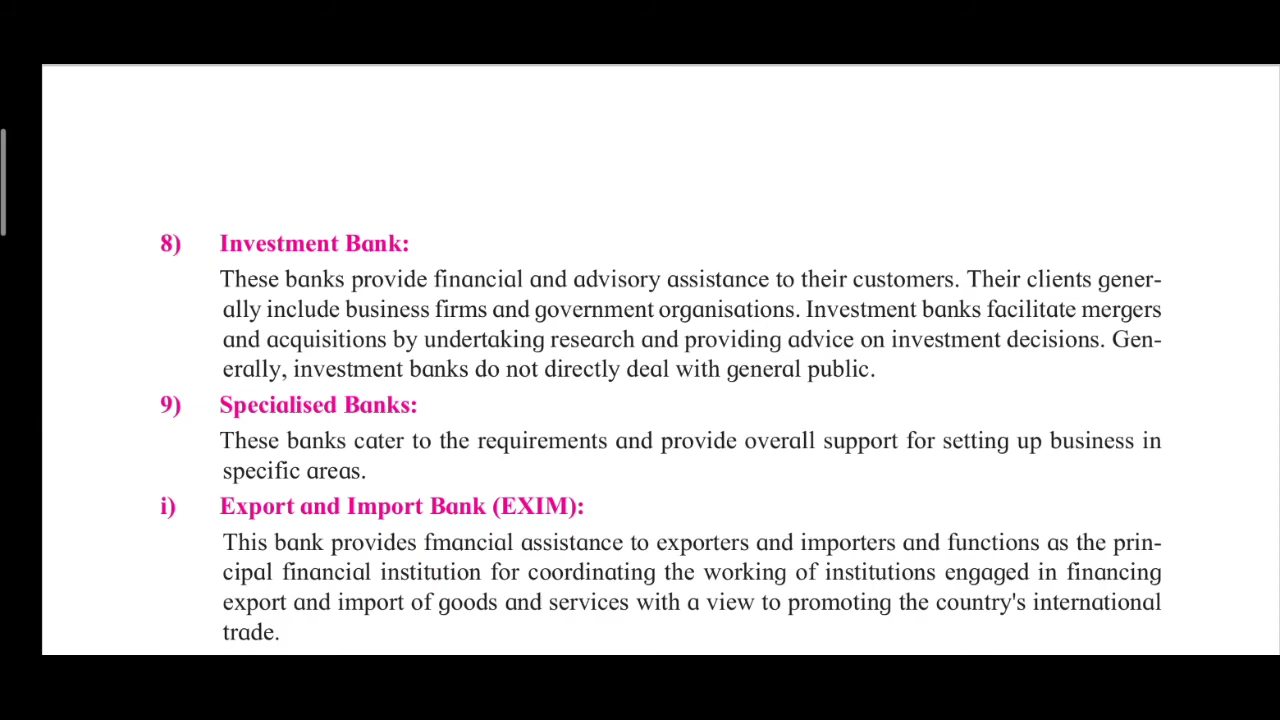 8) Investment Bank:
These banks provide financial and advisory assistance to their customers. Their clients gener-
ally include business firms and government organisations. Investment banks facilitate mergers
and acquisitions by undertaking research and providing advice on investment decisions. Gen-
erally, investment banks do not directly deal with general public.
9) Specialised Banks:
These banks cater to the requirements and provide overall support for setting up business in
specific areas.
i) Export and Import Bank (EXIM):
This bank provides fmancial assistance to exporters and importers and functions as the prin-
cipal financial institution for coordinating the working of institutions engaged in financing
export and import of goods and services with a view to promoting the country's international
trade.